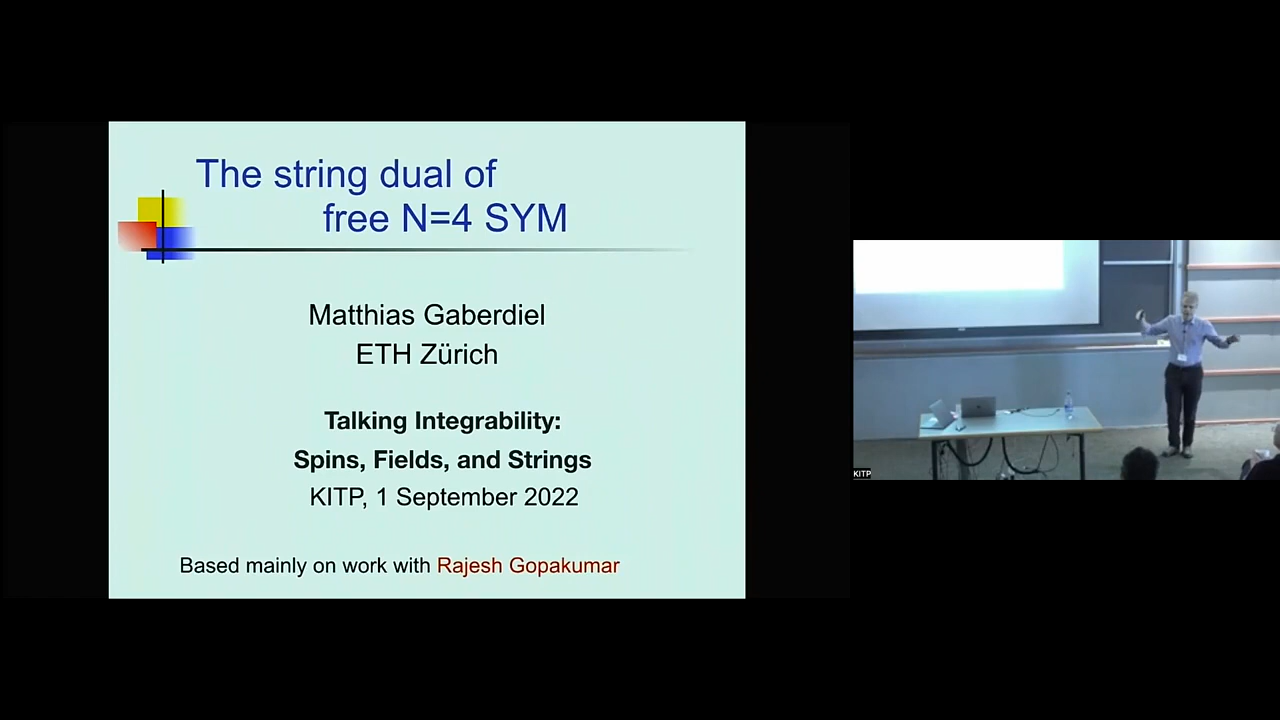 The string dual of
free N=4 SYM
Matthias Gaberdiel
ETH Zürich
Talking Integrability:
Spins, Fields, and Strings
KITP, 1 September 2022
Based mainly on work with Rajesh Gopakumar
KITP